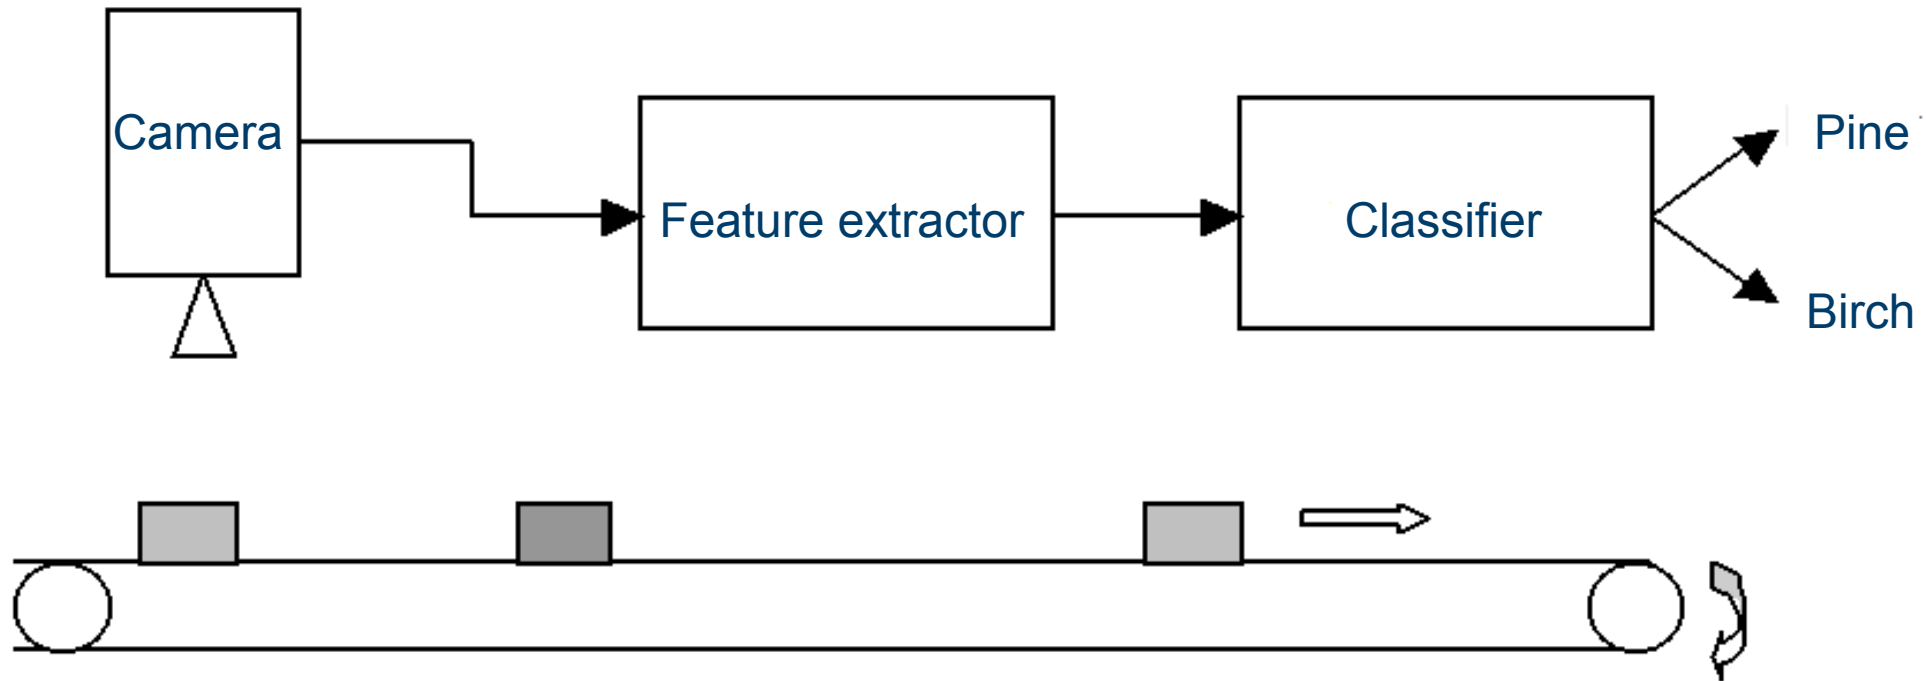 Camera
Feature extractor
Classifier
Pine
Birch